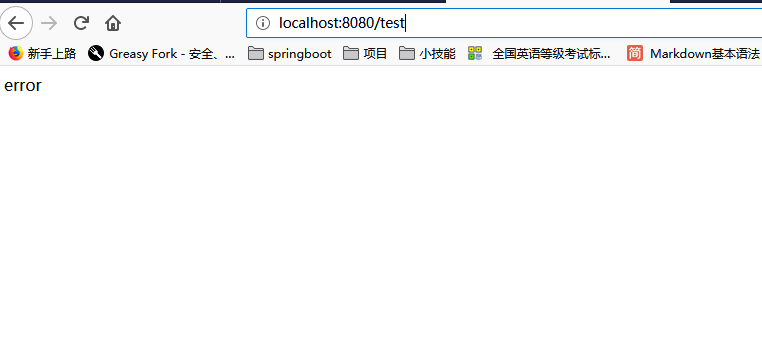 localhost:8080/test
新手上路 Greasy Fork - 安全、... springboot 项目 小技能 全国英语等级考试标... 简 Markdown基本语法
error